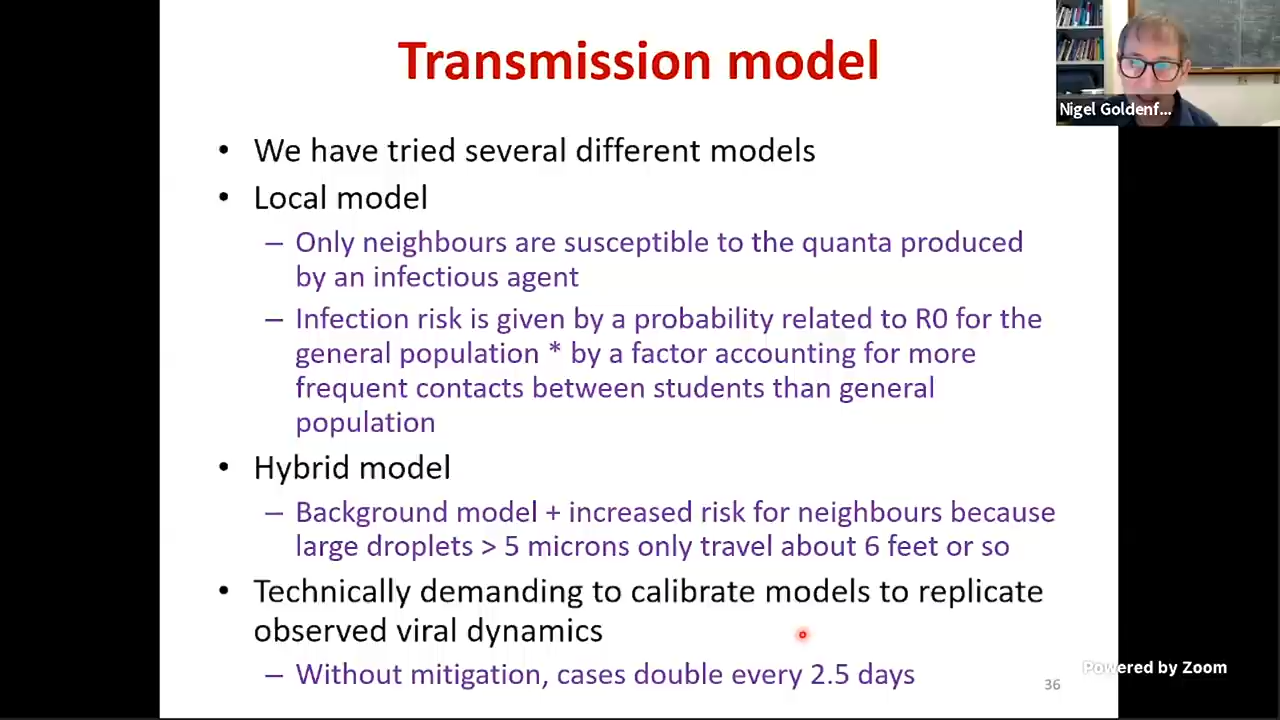 Transmission model
Nigel Goldenf...
• We have tried several different models
• Local model
– Only neighbours are susceptible to the quanta produced
by an infectious agent
– Infection risk is given by a probability related to R0 for the
general population * by a factor accounting for more
frequent contacts between students than general
population
• Hybrid model
– Background model + increased risk for neighbours because
large droplets > 5 microns only travel about 6 feet or so
• Technically demanding to calibrate models to replicate
observed viral dynamics
– Without mitigation, cases double every 2.5 days
36
Powered by Zoom